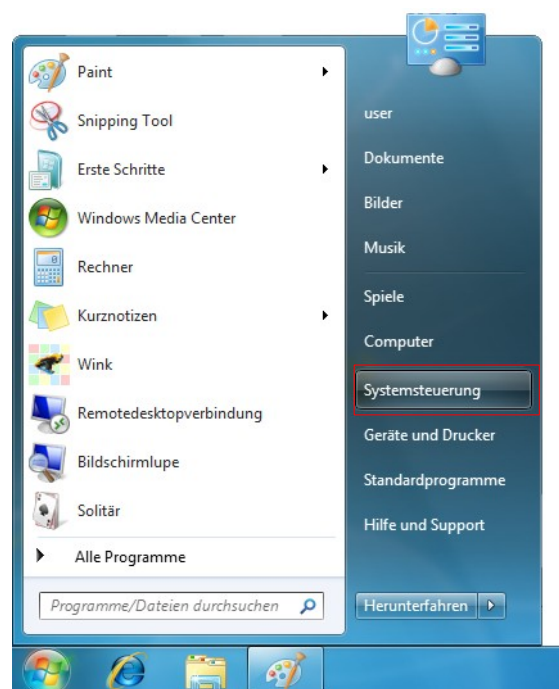 Paint
Snipping Tool
Erste Schritte
Windows Media Center
Rechner
Kurznotizen
Wink
Remotedesktopverbindung
Bildschirmlupe
Solitär
Alle Programme
Programme/Dateien durchsuchen
user
Dokumente
Bilder
Musik
Spiele
Computer
Systemsteuerung
Geräte und Drucker
Standardprogramme
Hilfe und Support
Herunterfahren